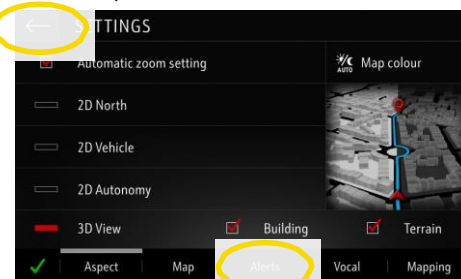 SETTINGS
Automatic zoom setting
AUTO Map colour
2D North
2D Vehicle
2D Autonomy
3D View Building Terrain
Aspect Map Alerts Vocal Mapping